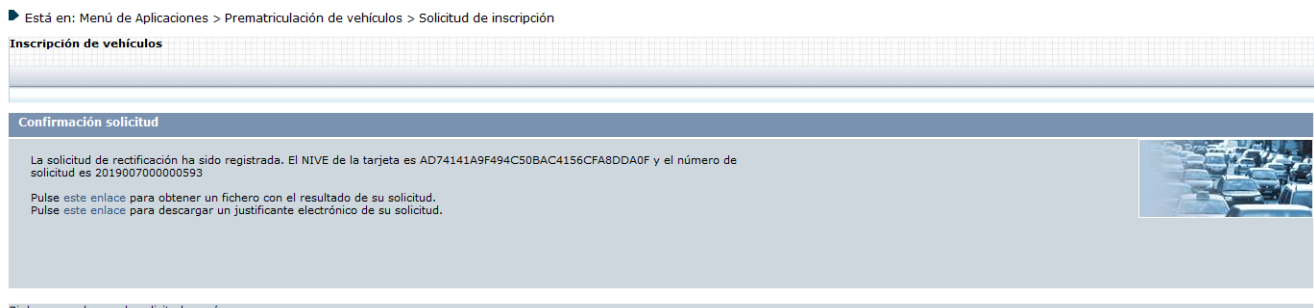 Está en: Menú de Aplicaciones > Prematriculación de vehículos > Solicitud de inscripción
Inscripción de vehículos
Confirmación solicitud
La solicitud de rectificación ha sido registrada. El NIVE de la tarjeta es AD74141A9F494C50BAC4156CFA8DDA0F y el número de
solicitud es 2019007000000593
Pulse este enlace para obtener un fichero con el resultado de su solicitud.
Pulse este enlace para descargar un justificante electrónico de su solicitud.